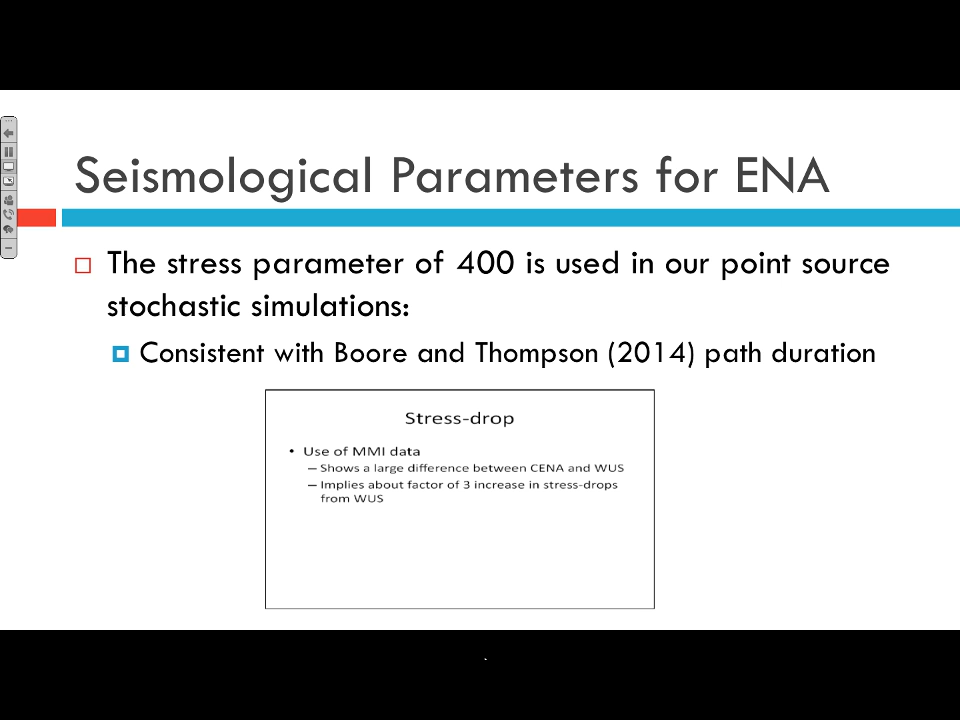 Seismological Parameters for ENA
The stress parameter of 400 is used in our point source
stochastic simulations:
Consistent with Boore and Thompson (2014) path duration
Stress-drop
• Use of MMI data
– Shows a large difference between CENA and WUS
– Implies about factor of 3 increase in stress-drops
from WUS